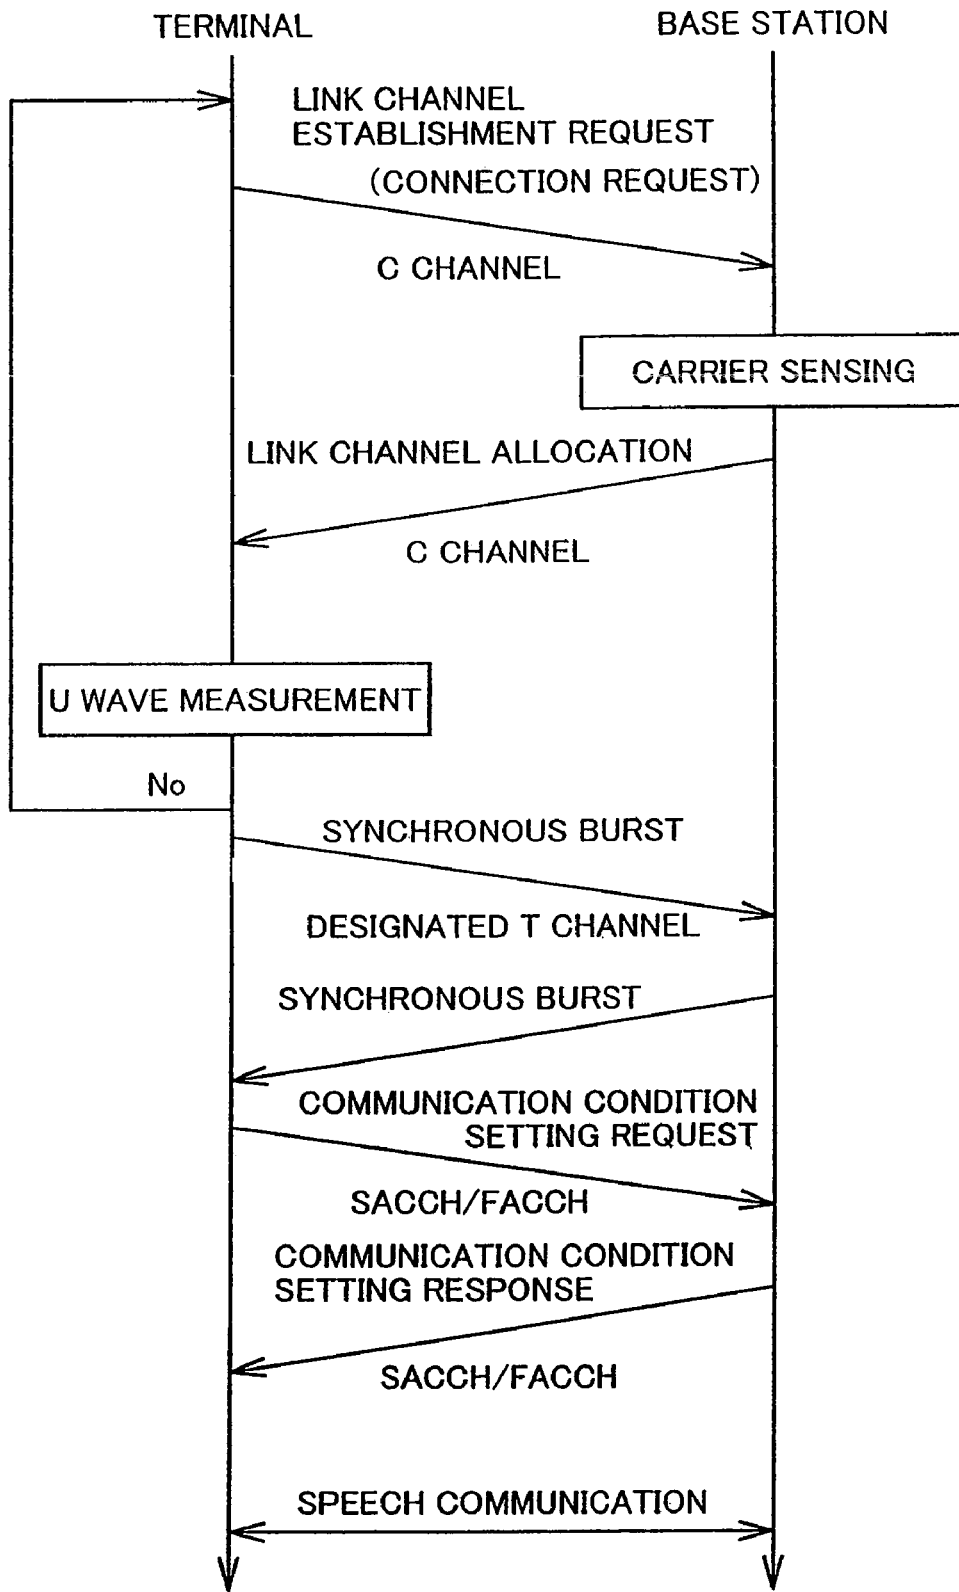 TERMINAL
BASE STATION
LINK CHANNEL
ESTABLISHMENT REQUEST
(CONNECTION REQUEST)
C CHANNEL
CARRIER SENSING
LINK CHANNEL ALLOCATION
C CHANNEL
U WAVE MEASUREMENT
No
SYNCHRONOUS BURST
DESIGNATED T CHANNEL
SYNCHRONOUS BURST
COMMUNICATION CONDITION
SETTING REQUEST
SACCH/FACCH
COMMUNICATION CONDITION
SETTING RESPONSE
SACCH/FACCH
SPEECH COMMUNICATION